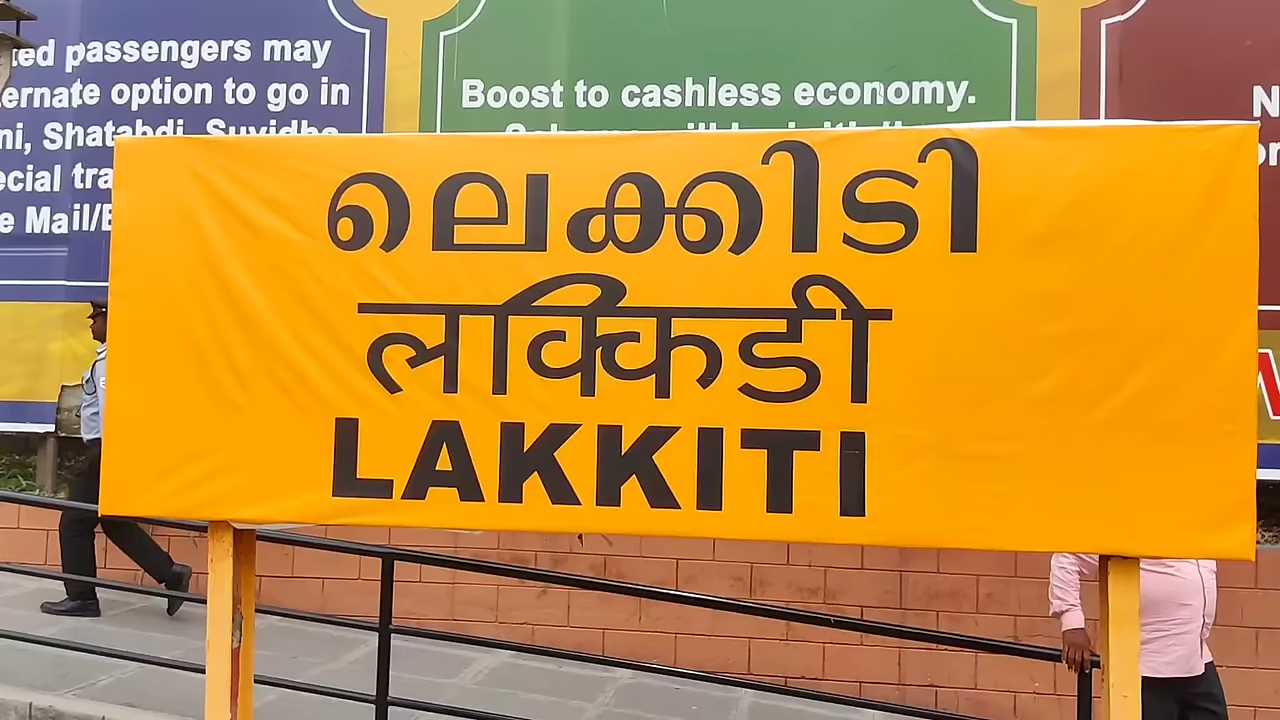 ted passengers may
ernate option to go in
ni, Shatabdi, Suvidha
ecial tra
e Mail/E
Boost to cashless economy.
N
ലെക്കിടി
लक्किडी
LAKKITI